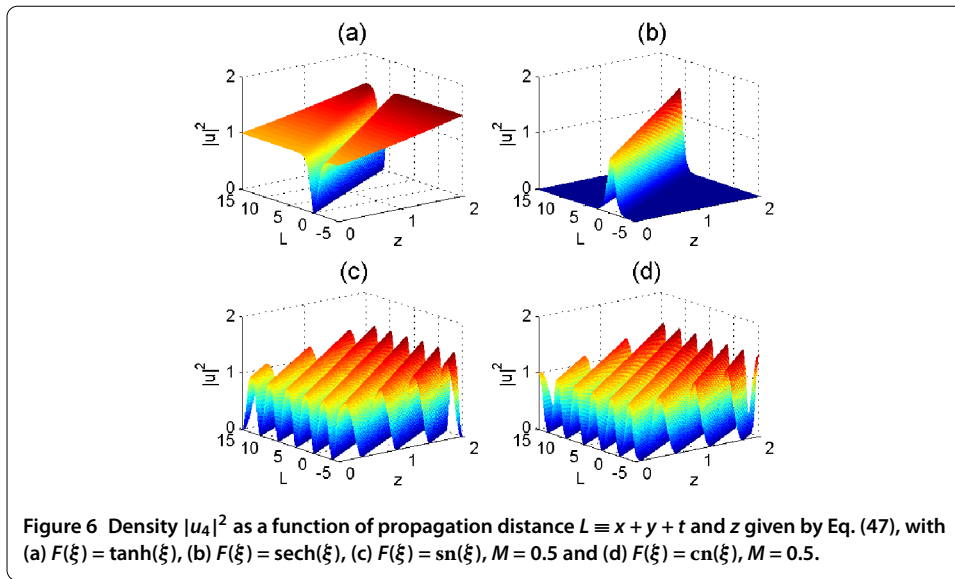 (a)
(b)
|u|²
2
1
0
15
10
5
0
-5
L
0
1
2
z
|u|²
2
1
0
15
10
5
0
-5
L
0
1
2
z
(c)
(d)
|u|²
2
1
0
15
10
5
0
-5
L
0
1
2
z
|u|²
2
1
0
15
10
5
0
-5
L
0
1
2
z
Figure 6 Density |u₄|² as a function of propagation distance L ≡ x + y + t and z given by Eq. (47), with
(a) F(ξ) = tanh(ξ), (b) F(ξ) = sech(ξ), (c) F(ξ) = sn(ξ), M = 0.5 and (d) F(ξ) = cn(ξ), M = 0.5.